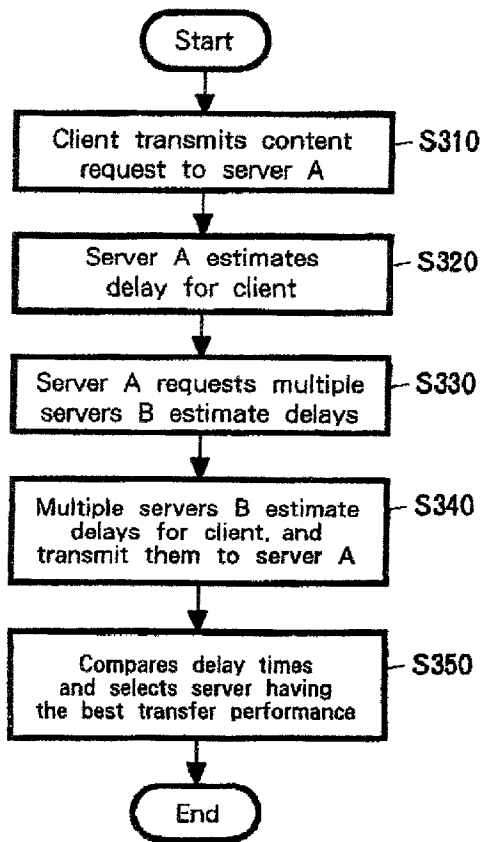 Start
Client transmits content
request to server A
S310
Server A estimates
delay for client
S320
Server A requests multiple
servers B estimate delays
S330
Multiple servers B estimate
delays for client, and
transmit them to server A
S340
Compares delay times
and selects server having
the best transfer performance
S350
End